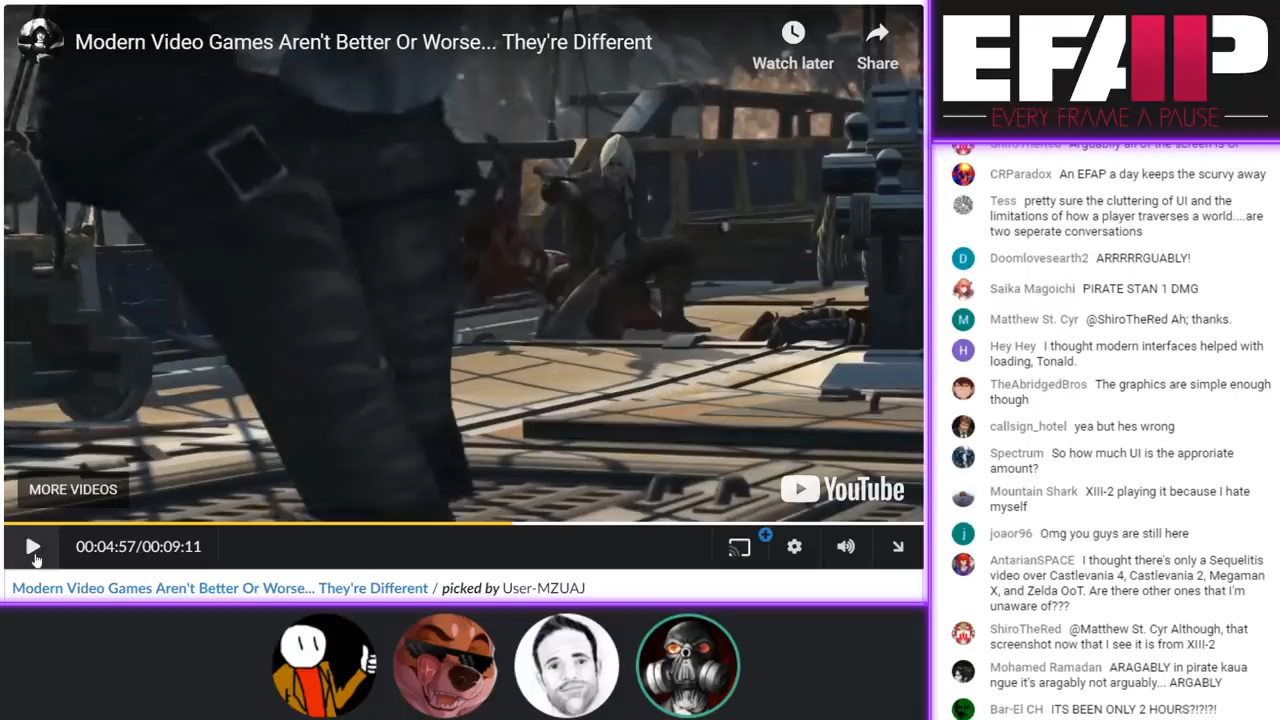 Modern Video Games Aren't Better Or Worse... They're Different
Watch later
Share
MORE VIDEOS
YouTube
00:04:57/00:09:11
Modern Video Games Aren't Better Or Worse... They're Different / picked by User-MZUAJ
EFAP
EVERY FRAME A PAUSE
ShiroTheRed Arguably all of the screen is UI
CRParadox An EFAP a day keeps the scurvy away
Tess pretty sure the cluttering of UI and the
limitations of how a player traverses a world....are
two seperate conversations
Doomlovesearth2 ARRRRRGUABLY!
Saika Magoichi PIRATE STAN 1 DMG
Matthew St. Cyr @ShiroTheRed Ah; thanks.
Hey Hey I thought modern interfaces helped with
loading, Tonald.
TheAbridgedBros The graphics are simple enough
though
callsign_hotel yea but hes wrong
Spectrum So how much UI is the approriate
amount?
Mountain Shark XIII-2 playing it because I hate
myself
joaor96 Omg you guys are still here
AntarianSPACE I thought there's only a Sequelitis
video over Castlevania 4, Castlevania 2, Megaman
X, and Zelda OoT. Are there other ones that I'm
unaware of???
ShiroTheRed @Matthew St. Cyr Although, that
screenshot now that I see it is from XIII-2
Mohamed Ramadan ARAGABLY in pirate kaua
ngue it's aragably not arguably... ARGABLY
Bar-El CH ITS BEEN ONLY 2 HOURS?!?!?!